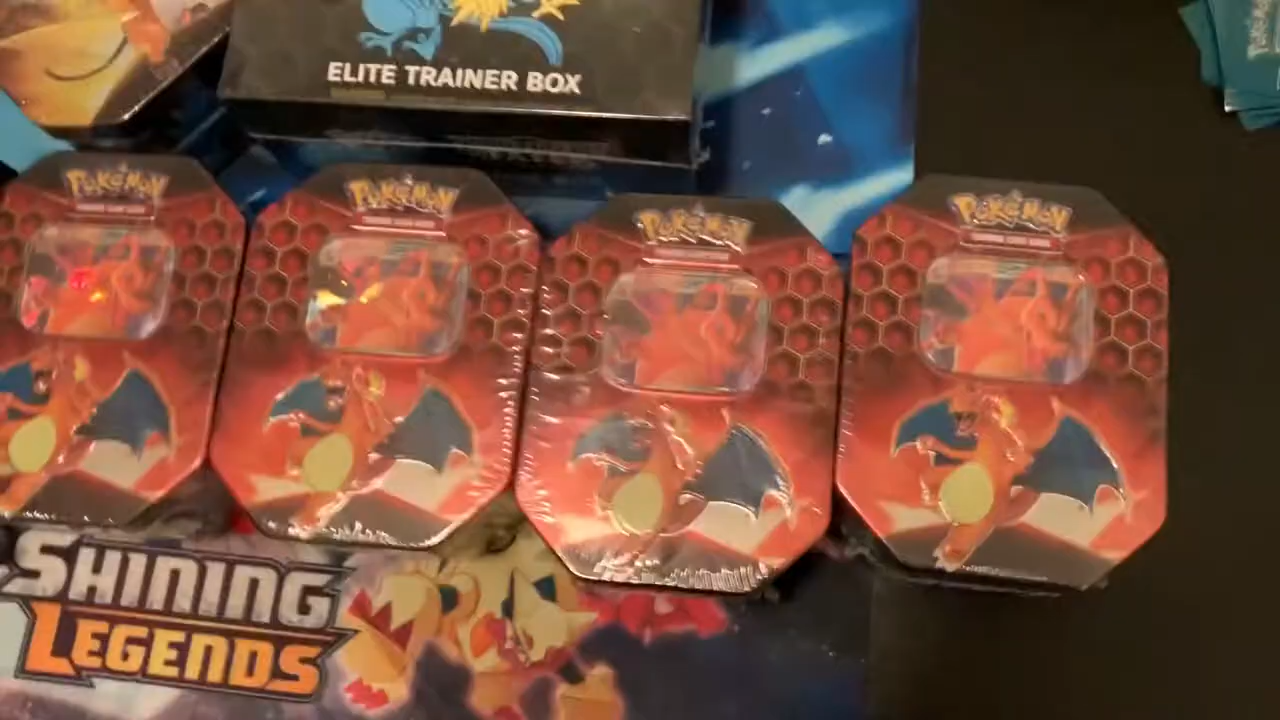 ELITE TRAINER BOX
POKÉMON
POKÉMON
POKÉMON
POKÉMON
SHINING
LEGENDS